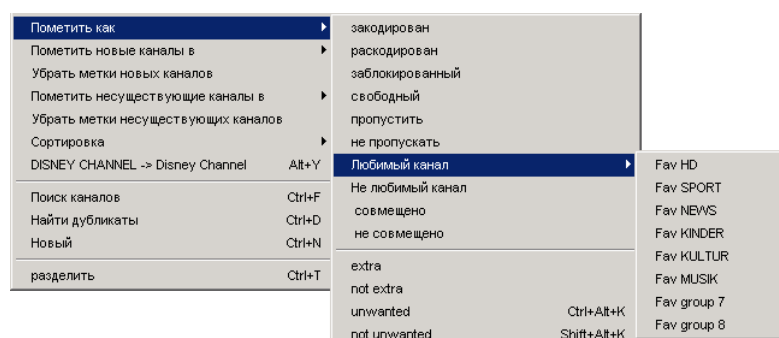 Пометить как
Пометить новые каналы в
Убрать метки новых каналов
Пометить несуществующие каналы в
Убрать метки несуществующих каналов
Сортировка
DISNEY CHANNEL -> Disney Channel Alt+Y
Поиск каналов Ctrl+F
Найти дубликаты Ctrl+D
Новый Ctrl+N
разделить Ctrl+T
закодирован
раскодирован
заблокированный
свободный
пропустить
не пропускать
Любимый канал
Не любимый канал
совмещено
не совмещено
extra
not extra
unwanted Ctrl+Alt+K
not unwanted Shift+Alt+K
Fav HD
Fav SPORT
Fav NEWS
Fav KINDER
Fav KULTUR
Fav MUSIK
Fav group 7
Fav group 8